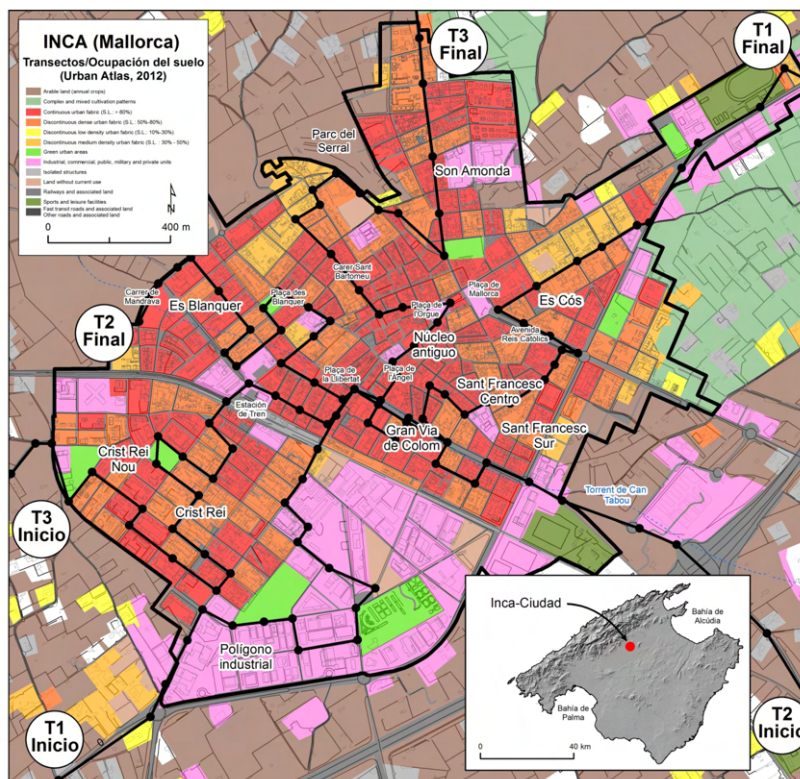 INCA (Mallorca)
Transectos/Ocupación del suelo
(Urban Atlas, 2012)
Arable land (annual crops)
Complex and mixed cultivation patterns
Continuous urban fabric (S.L. : > 80%)
Discontinuous dense urban fabric (S.L. :50%-80%)
Discontinuous low density urban fabric (S.L. : 10%-30%)
Discontinuous medium density urban fabric (S.L. : 30% - 50%)
Green urban areas
Industrial, commercial, public, military and private units
Isolated structures
Land without current use
Railways and associated land
Sports and leisure facilities
Fast transit roads and associated land
Other roads and associated land
N
0
400 m
T3
Final
T1
Final
Parc del
Serral
Son Amonda
Carer Sant
Bartomeu
Plaça de
Mallorca
Carrer de
Mandrava
Es Blanquer
Plaça des
Blanquer
Plaça de
l'Orgue
Es Cós
T2
Final
Núcleo
antiguo
Avenida
Reis Catòlics
Plaça de
la Llibertat
Plaça de
l'Àngel
Estación
de Tren
Sant Francesc
Centro
Gran Via
de Colom
Sant Francesc
Sur
Crist Rei
Nou
Crist Rei
Torrent de Can
Tabou
T3
Inicio
Polígono
industrial
T1
Inicio
T2
Inicio
Inca-Ciudad
Bahía de
Alcúdia
Bahía de
Palma
0
40 km